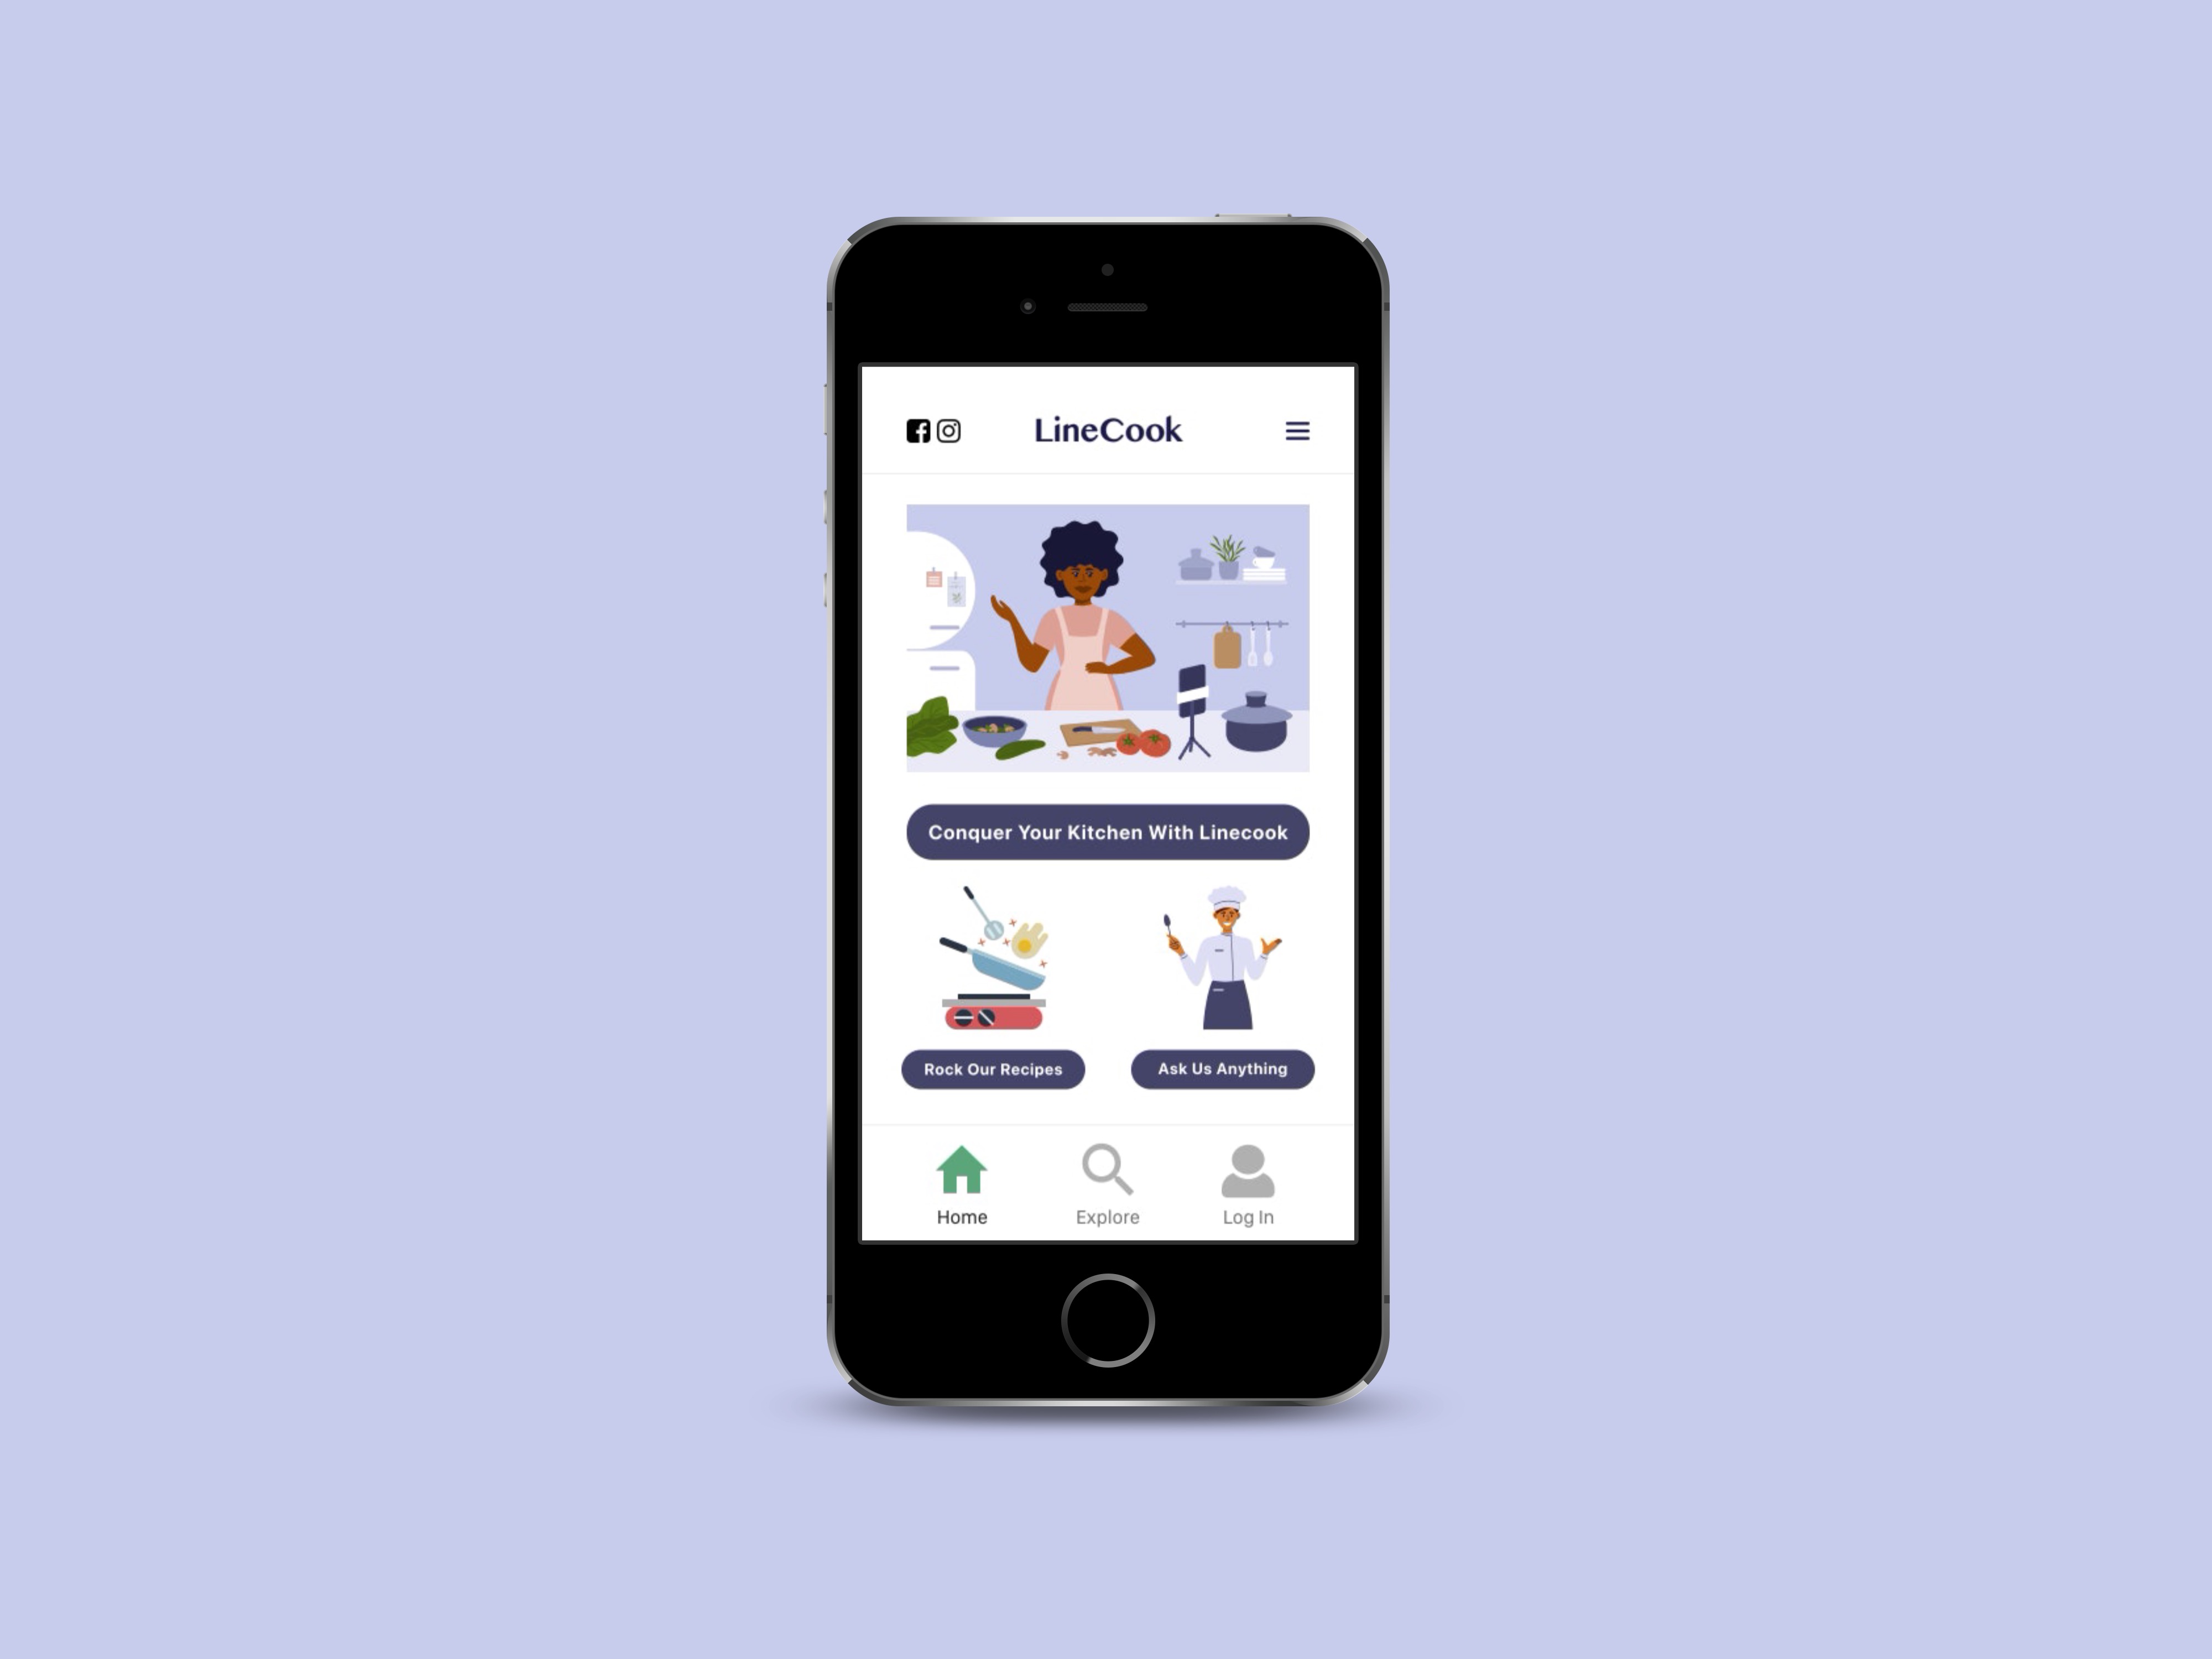 LineCook
Conquer Your Kitchen With Linecook
Rock Our Recipes
Ask Us Anything
Home
Explore
Log In